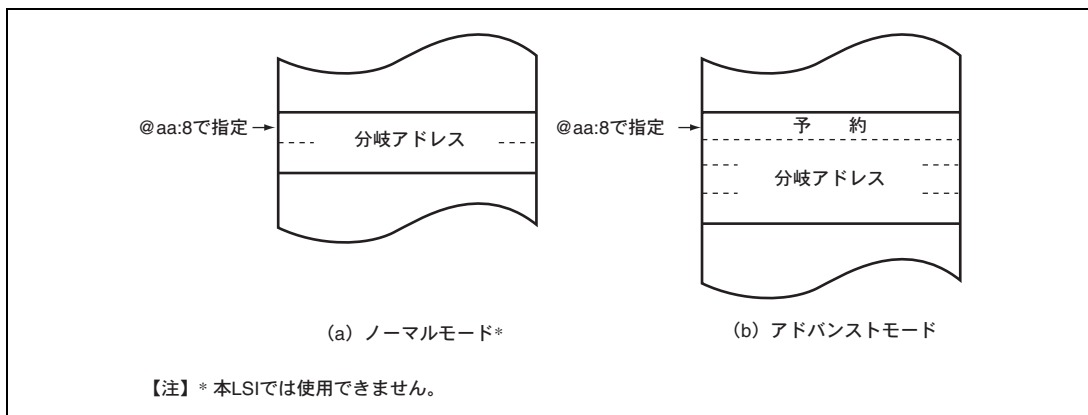 @aa:8で指定→
分岐アドレス
@aa:8で指定 →
予 約
分岐アドレス
(a) ノーマルモード*
(b) アドバンストモード
【注】* 本LSIでは使用できません。